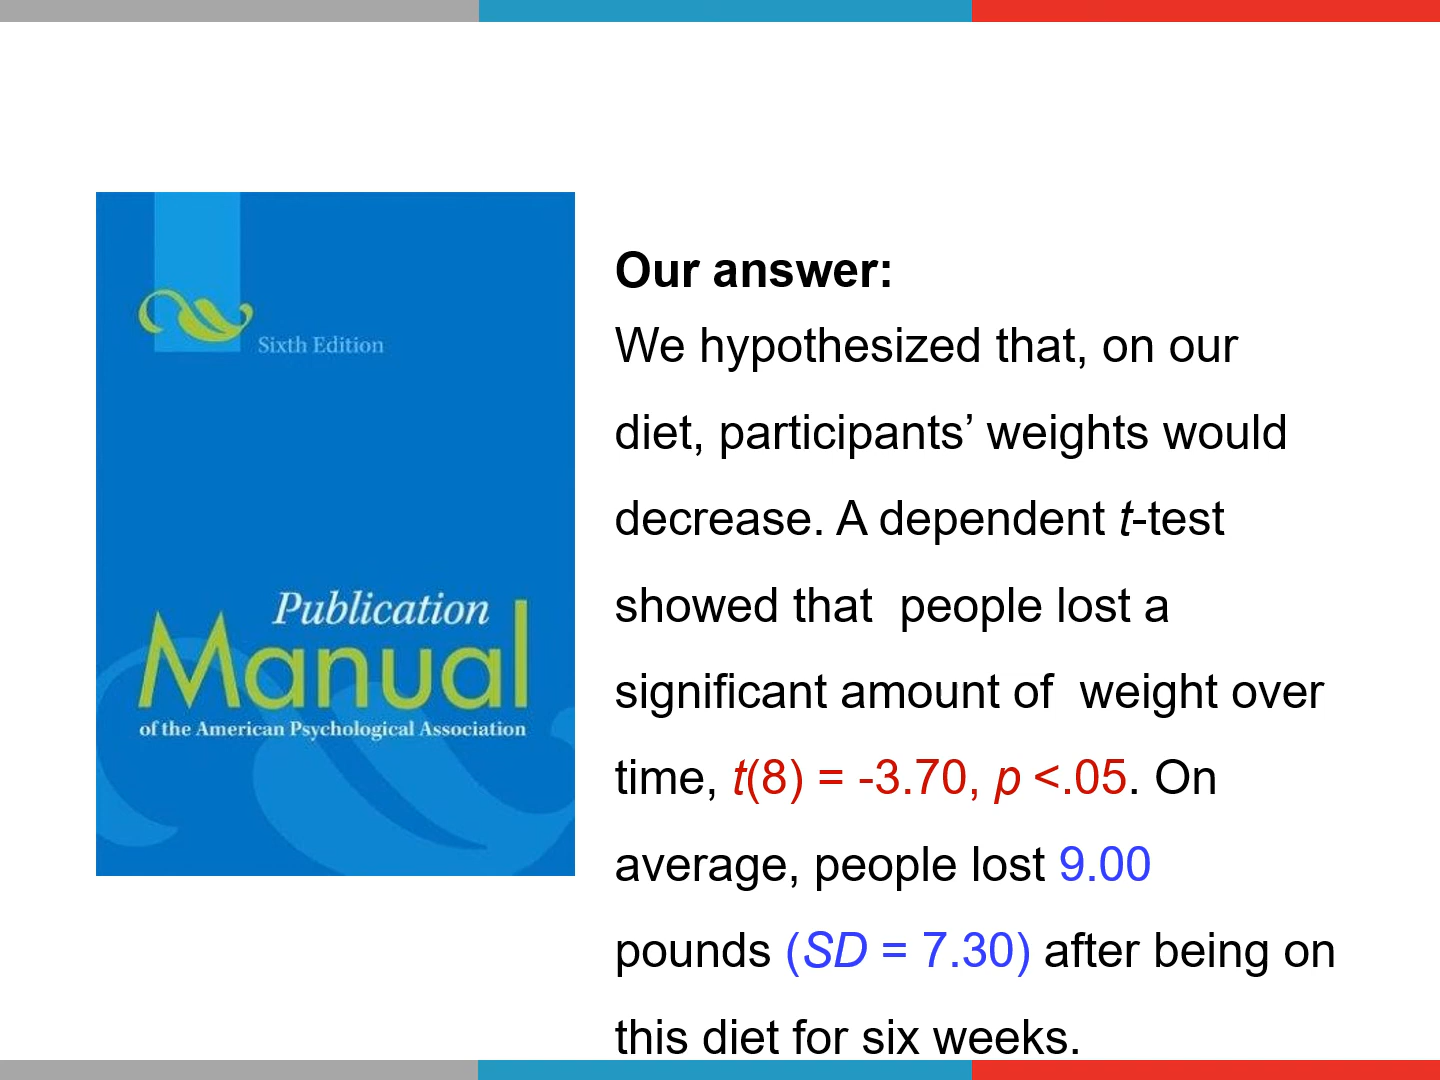 Sixth Edition
Publication
Manual
of the American Psychological Association
Our answer:
We hypothesized that, on our
diet, participants’ weights would
decrease. A dependent t-test
showed that  people lost a
significant amount of  weight over
time, t(8) = -3.70, p <.05. On
average, people lost 9.00
pounds (SD = 7.30) after being on
this diet for six weeks.